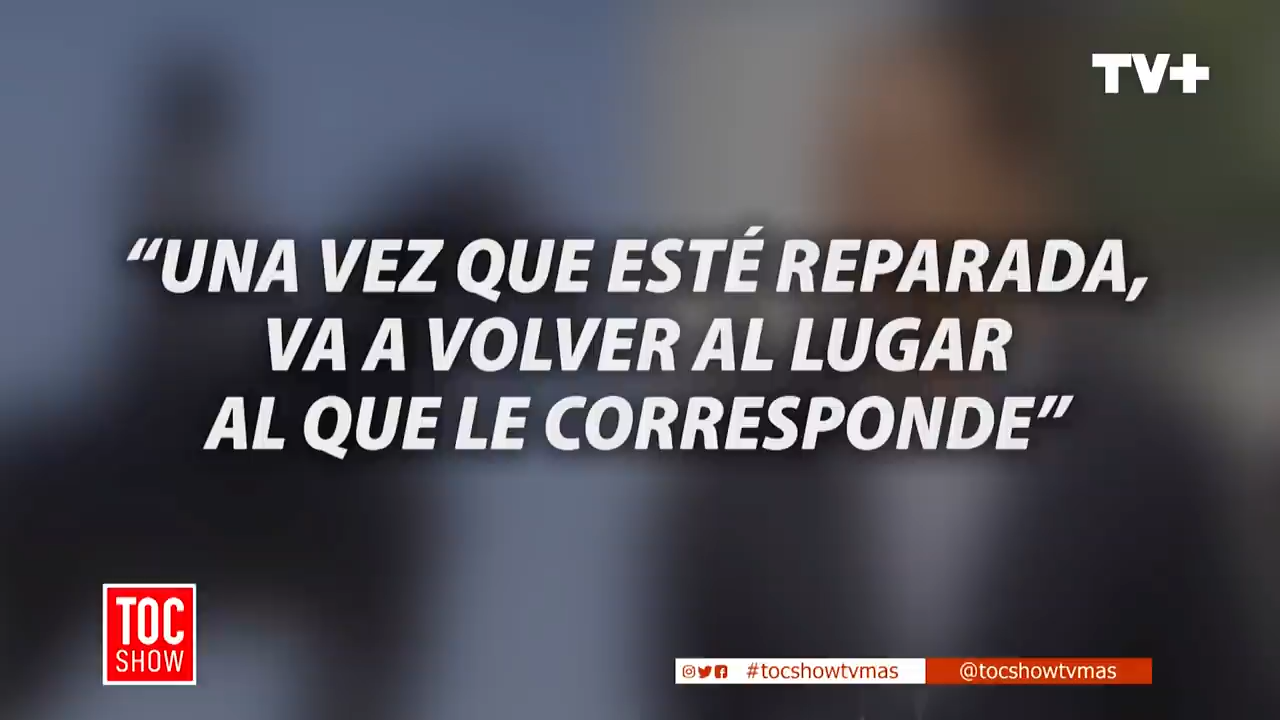 TV+
“UNA VEZ QUE ESTÉ REPARADA,
VA A VOLVER AL LUGAR
AL QUE LE CORRESPONDE”
TOC
SHOW
#tocshowtvmas
@tocshowtvmas